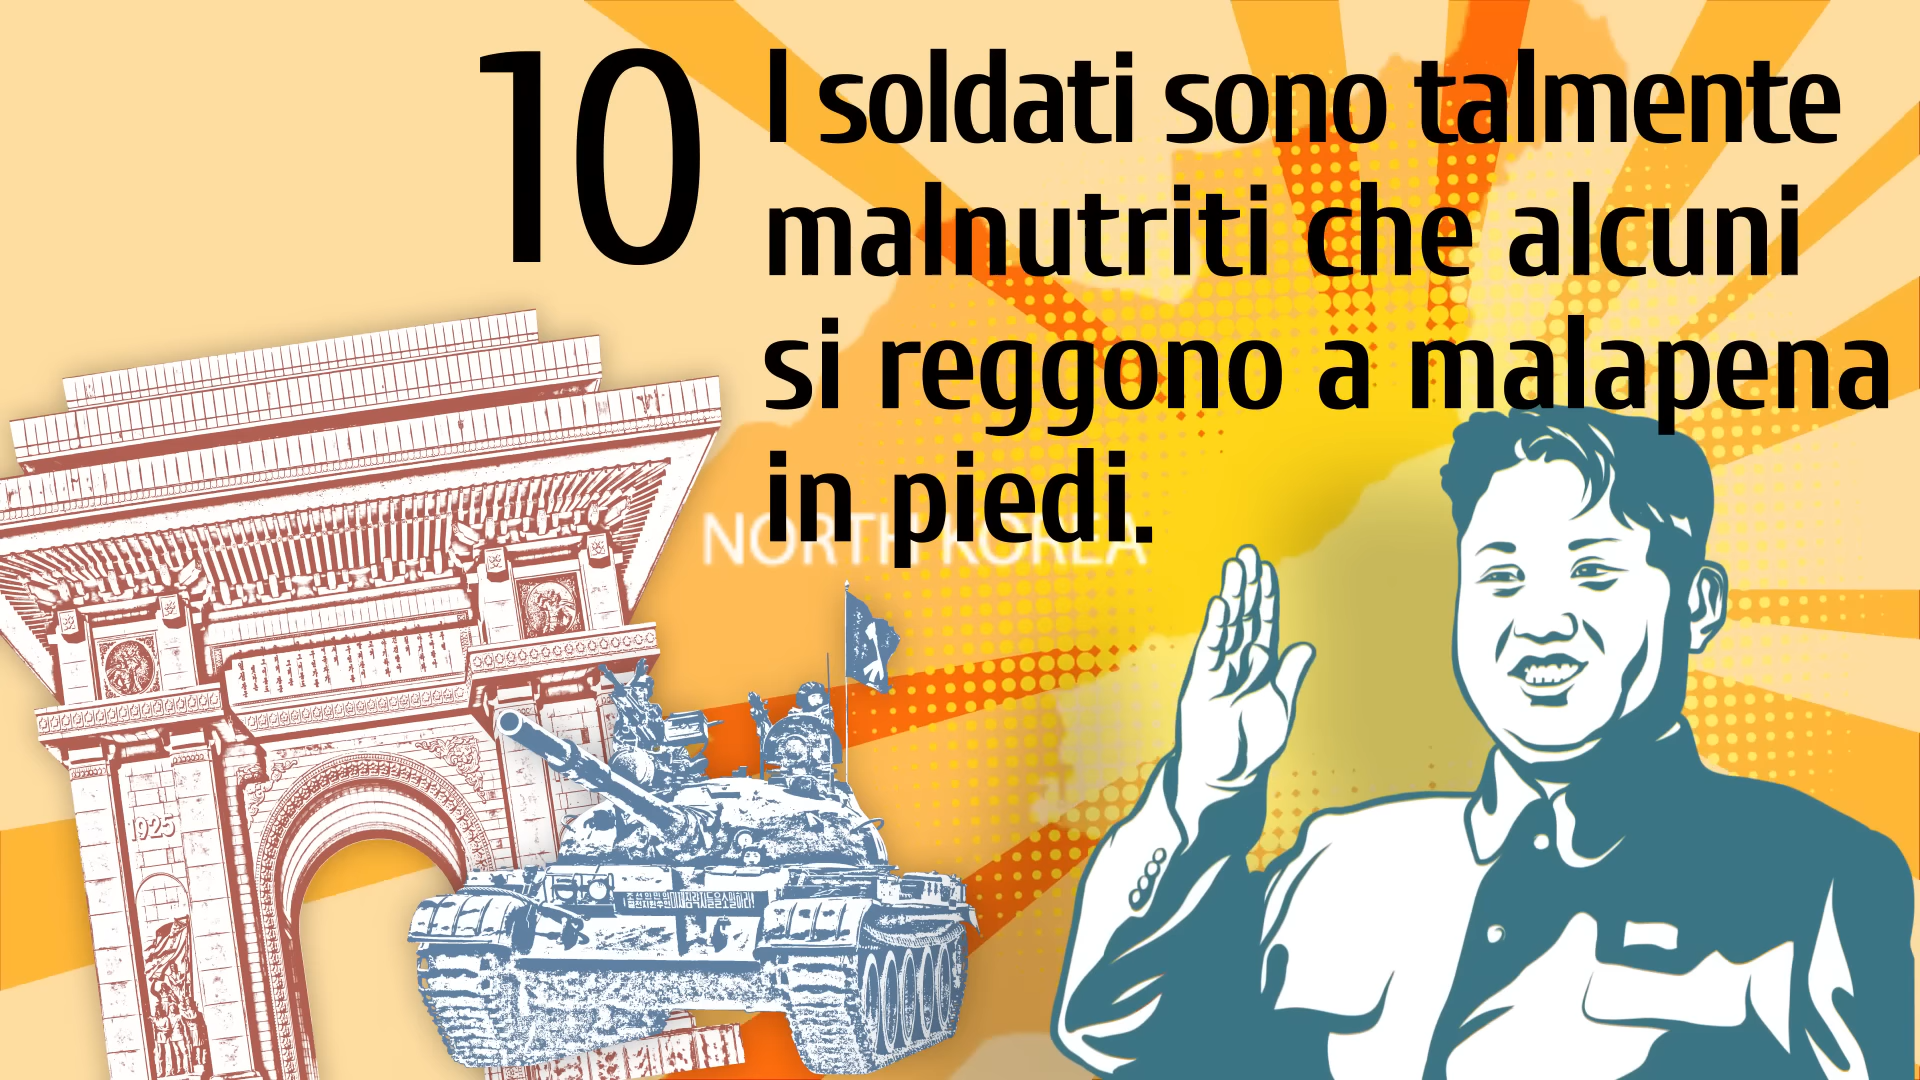 10
I soldati sono talmente
malnutriti che alcuni
si reggono a malapena
in piedi.
NORTH KOREA
1925